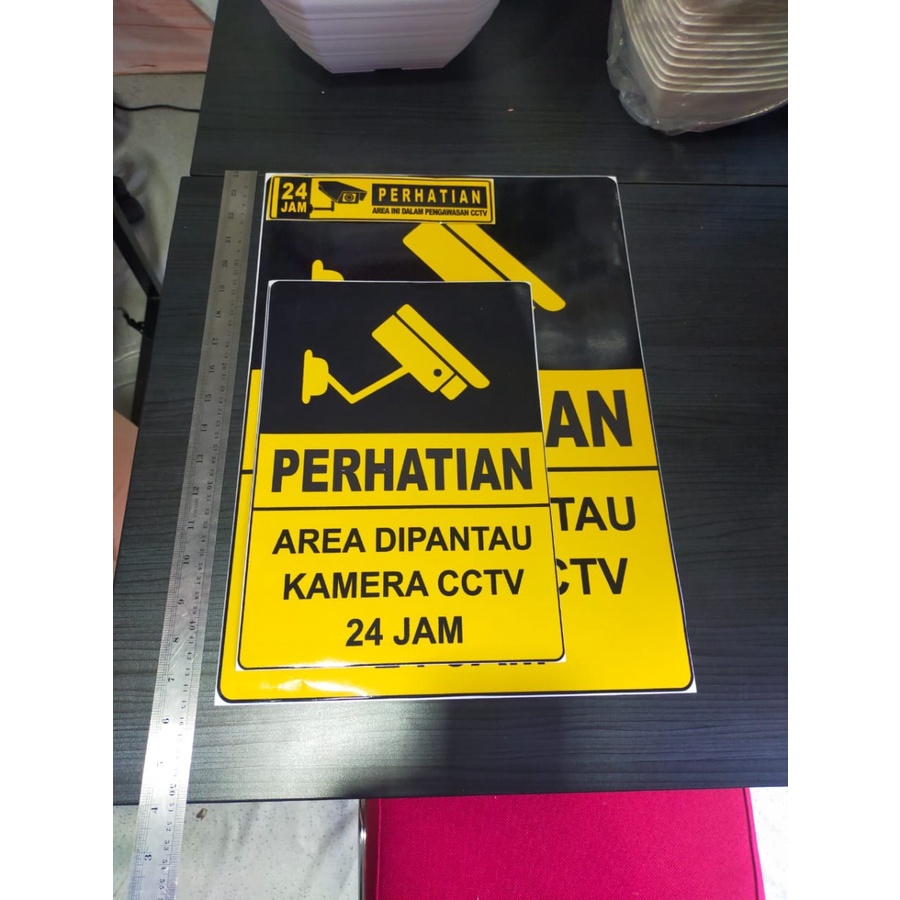 24
JAM
PERHATIAN
AREA INI DALAM PENGAWASAN CCTV
PERHATIAN
AREA DIPANTAU
KAMERA CCTV
24 JAM
AN
TAU
CTV